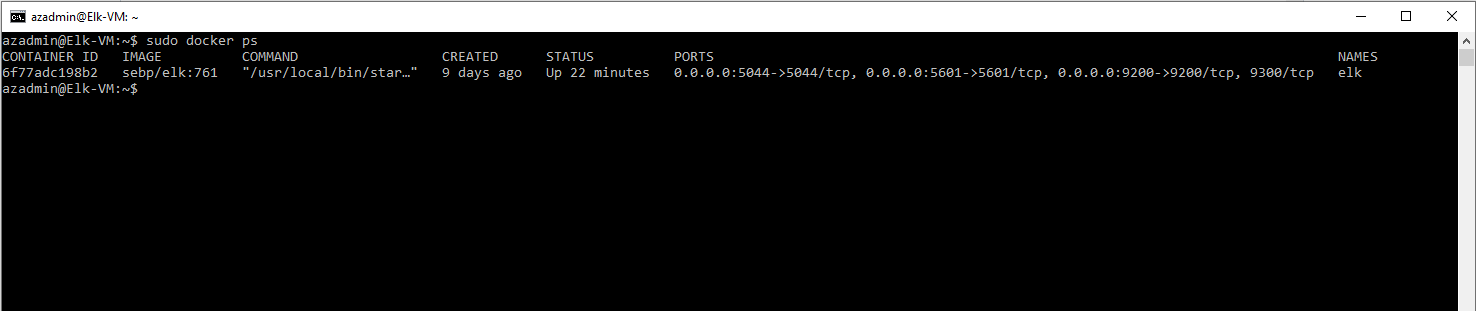 azadmin@Elk-VM: ~
azadmin@Elk-VM:~$ sudo docker ps
CONTAINER ID   IMAGE          COMMAND                  CREATED      STATUS          PORTS                                                                              NAMES
6f77adc198b2   sebp/elk:761   "/usr/local/bin/star…"   9 days ago   Up 22 minutes   0.0.0.0:5044->5044/tcp, 0.0.0.0:5601->5601/tcp, 0.0.0.0:9200->9200/tcp, 9300/tcp   elk
azadmin@Elk-VM:~$